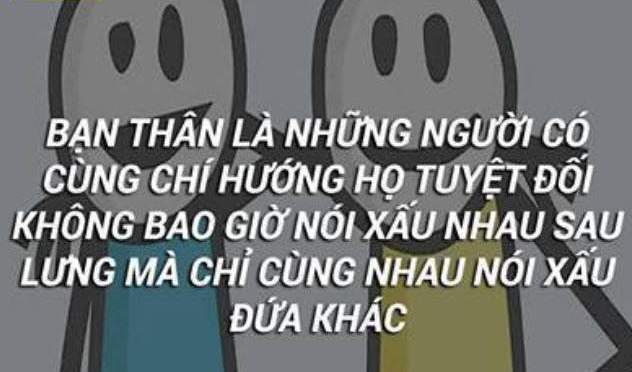 BẠN THÂN LÀ NHỮNG NGƯỜI CÓ
CÙNG CHÍ HƯỚNG HỌ TUYỆT ĐỐI
KHÔNG BAO GIỜ NÓI XẤU NHAU SAU
LƯNG MÀ CHỈ CÙNG NHAU NÓI XẤU
ĐỨA KHÁC